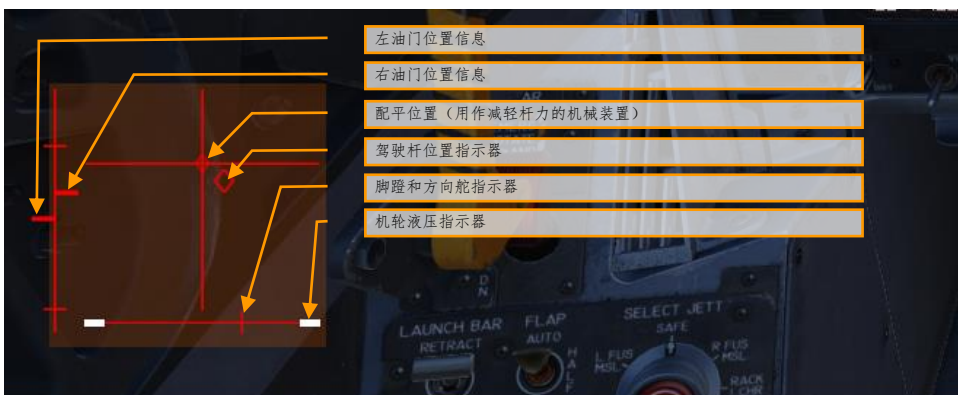 左油门位置信息
右油门位置信息
配平位置（用作减轻杆力的机械装置）
驾驶杆位置指示器
脚蹬和方向舵指示器
机轮液压指示器
AR
DN
LAUNCH BAR
RETRACT
FLAP
AUTO
HALF
SELECT JETT
SAFE
L FUS
MSL
R FUS
MSL
RACK
LCHR